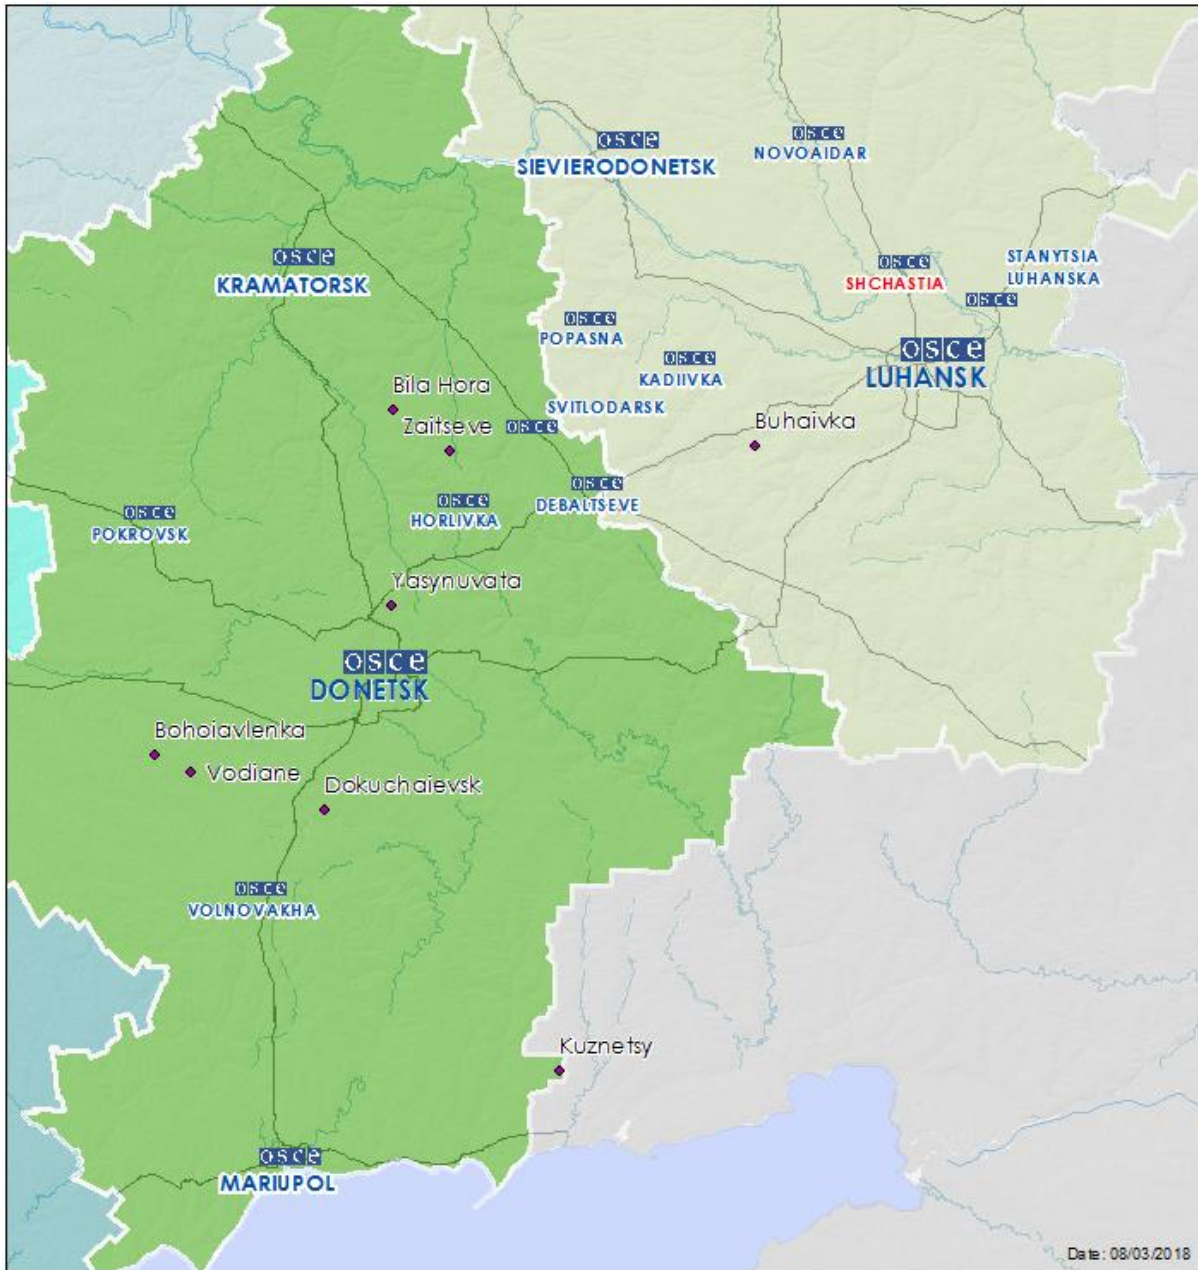 osce
SIEVIERODONETSK
osce
NOVOAIDAR
osce
KRAMATORSK
osce
SHCHASTIA
STANYTSIA
LUHANSKA
osce
osce
POPASNA
osce
KADIIVKA
osce
LUHANSK
Bila Hora
Zaitseve
SVITLODARSK
osce
Buhaivka
osce
POKROVSK
osce
HORLIVKA
osce
DEBALTSEVE
Yasynuvata
osce
DONETSK
Bohoiavlenka
Vodiane
Dokuchaievsk
osce
VOLNOVAKHA
Kuznetsy
osce
MARIUPOL
Date: 08/03/2018